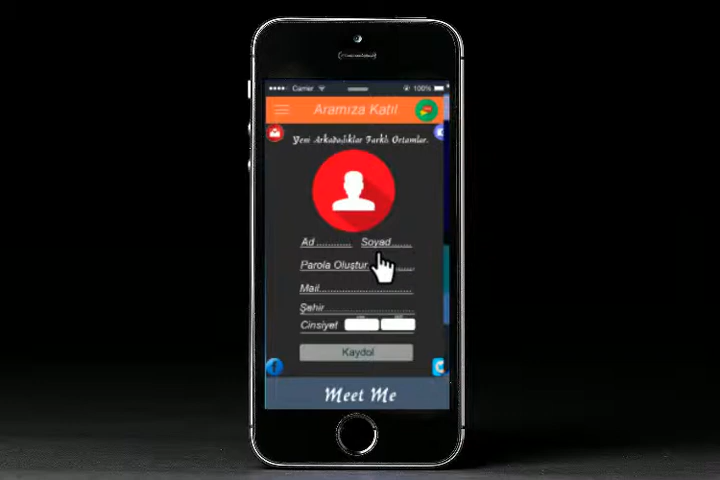 Carrier 100%
Aramıza Katıl
Yeni Arkadaşlıklar Farklı Ortamlar.
Ad............ Soyad......
Parola Oluştur
Mail
Şehir
Cinsiyet
Kaydol
f
Meet Me